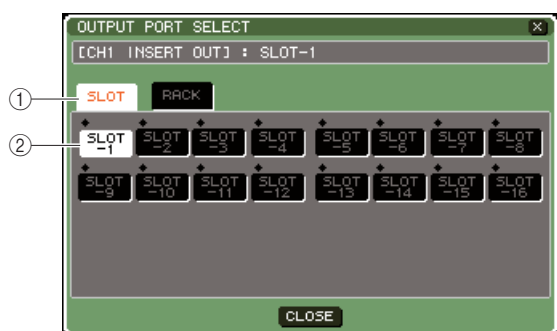 OUTPUT PORT SELECT
[CH1 INSERT OUT] : SLOT-1
① SLOT RACK
② SLOT -1 SLOT -2 SLOT -3 SLOT -4 SLOT -5 SLOT -6 SLOT -7 SLOT -8
SLOT -9 SLOT -10 SLOT -11 SLOT -12 SLOT -13 SLOT -14 SLOT -15 SLOT -16
CLOSE